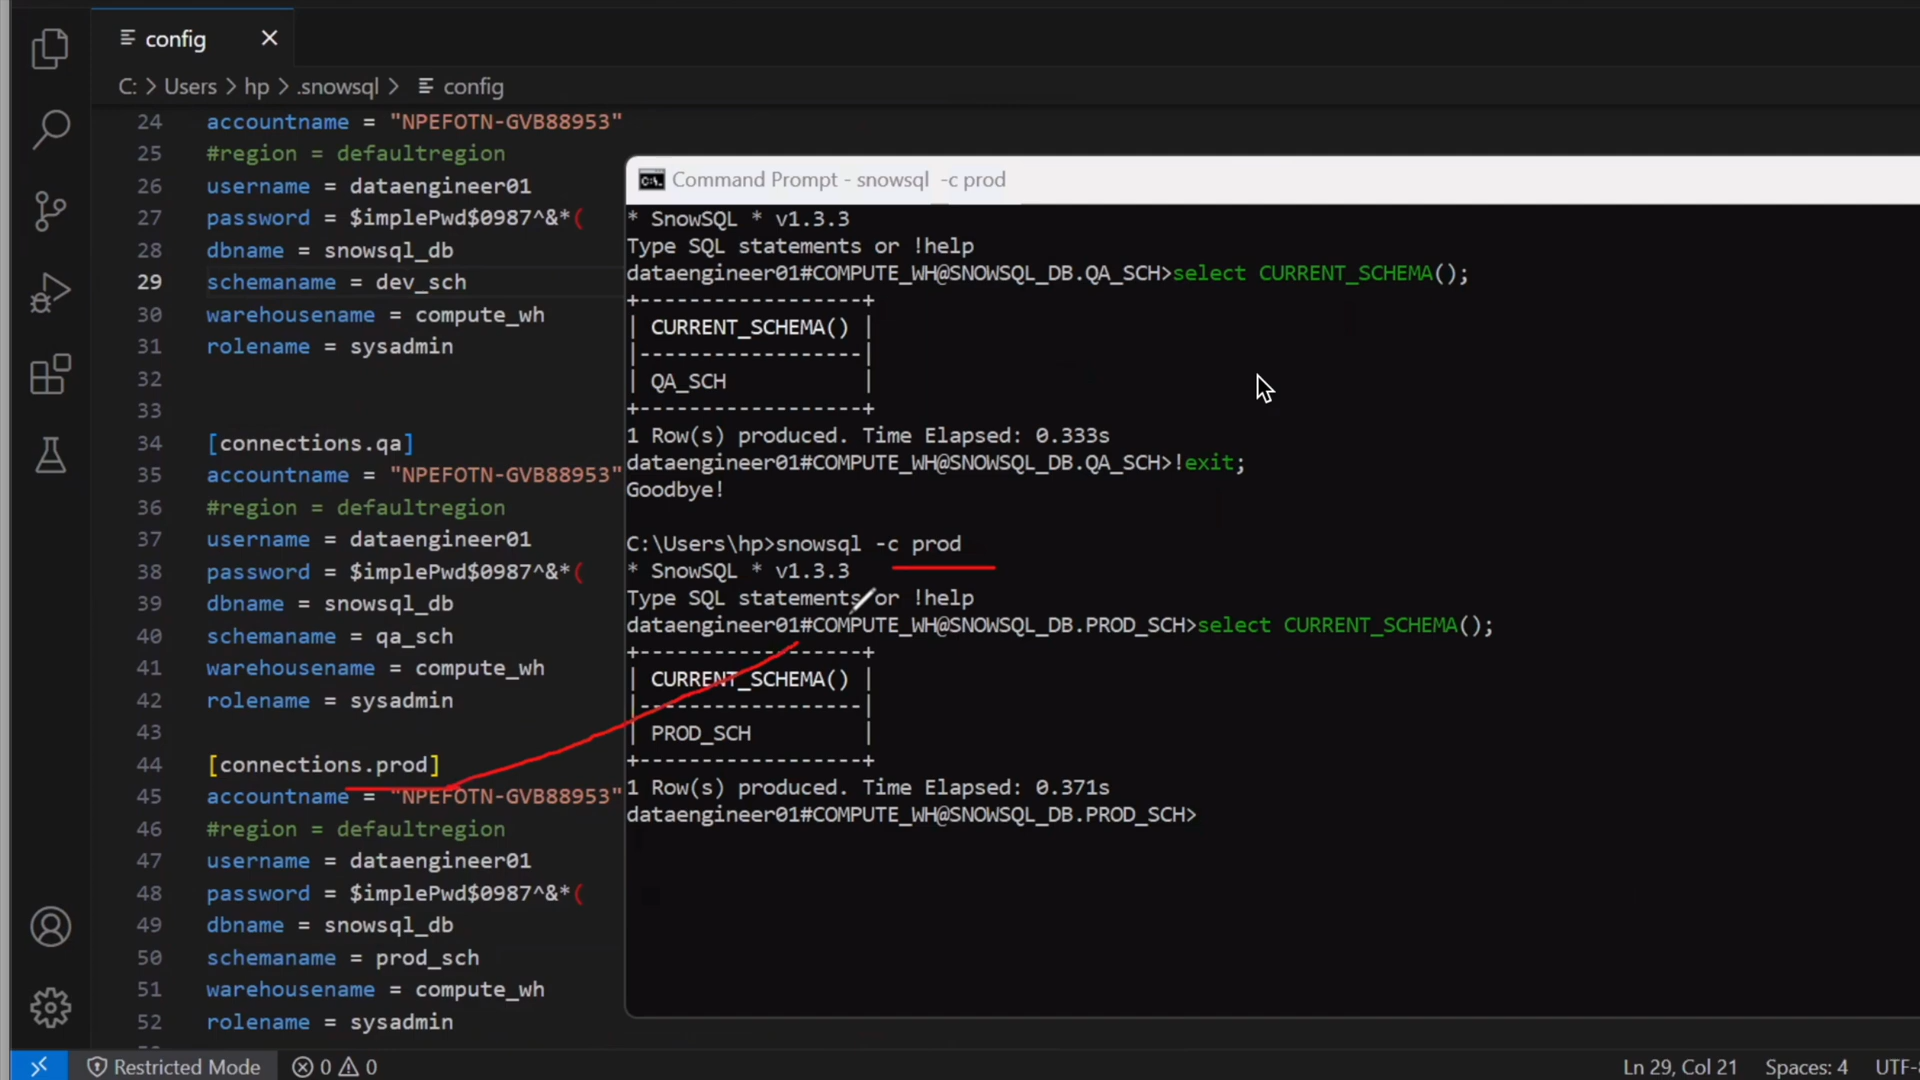 config
C: > Users > hp > .snowsql > config
24 accountname = "NPEFOTN-GVB88953"
25 #region = defaultregion
26 username = dataengineer01
27 password = $implePwd$0987^&*(
28 dbname = snowsql_db
29 schemaname = dev_sch
30 warehousename = compute_wh
31 rolename = sysadmin
32
33
34 [connections.qa]
35 accountname = "NPEFOTN-GVB88953"
36 #region = defaultregion
37 username = dataengineer01
38 password = $implePwd$0987^&*(
39 dbname = snowsql_db
40 schemaname = qa_sch
41 warehousename = compute_wh
42 rolename = sysadmin
43
44 [connections.prod]
45 accountname = "NPEFOTN-GVB88953"
46 #region = defaultregion
47 username = dataengineer01
48 password = $implePwd$0987^&*(
49 dbname = snowsql_db
50 schemaname = prod_sch
51 warehousename = compute_wh
52 rolename = sysadmin
Command Prompt - snowsql -c prod
* SnowSQL * v1.3.3
Type SQL statements or !help
dataengineer01#COMPUTE_WH@SNOWSQL_DB.QA_SCH>select CURRENT_SCHEMA();
+------------------+
| CURRENT_SCHEMA() |
|------------------|
| QA_SCH           |
+------------------+
1 Row(s) produced. Time Elapsed: 0.333s
dataengineer01#COMPUTE_WH@SNOWSQL_DB.QA_SCH>!exit;
Goodbye!
C:\Users\hp>snowsql -c prod
* SnowSQL * v1.3.3
Type SQL statements or !help
dataengineer01#COMPUTE_WH@SNOWSQL_DB.PROD_SCH>select CURRENT_SCHEMA();
+------------------+
| CURRENT_SCHEMA() |
|------------------|
| PROD_SCH         |
+------------------+
1 Row(s) produced. Time Elapsed: 0.371s
dataengineer01#COMPUTE_WH@SNOWSQL_DB.PROD_SCH>
Restricted Mode 0 0 Ln 29, Col 21 Spaces: 4 UTF-